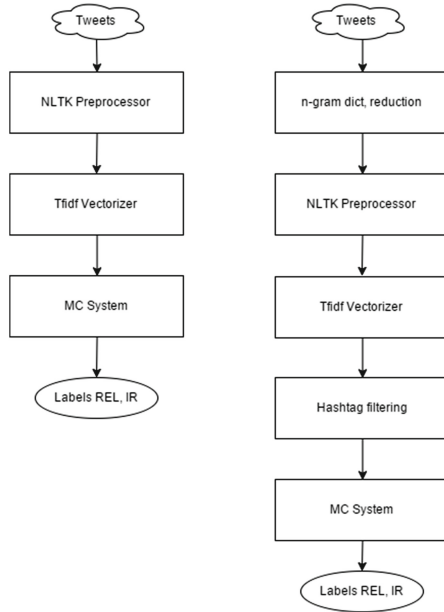 Tweets
NLTK Preprocessor
Tfidf Vectorizer
MC System
Labels REL, IR
Tweets
n-gram dict, reduction
NLTK Preprocessor
Tfidf Vectorizer
Hashtag filtering
MC System
Labels REL, IR